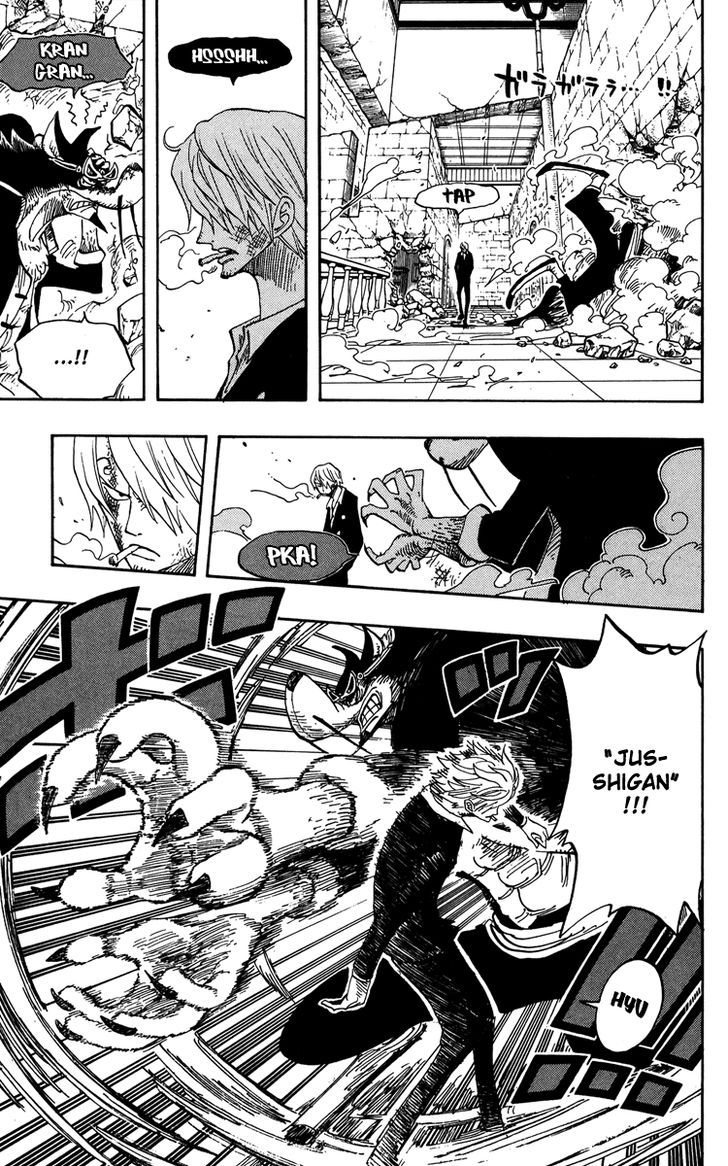 ガラガラ... !!
TAP
HSSSHH...
KRAN
GRAN...
...!!
PKA!
"JUS-
SHIGAN"
!!!
HYU